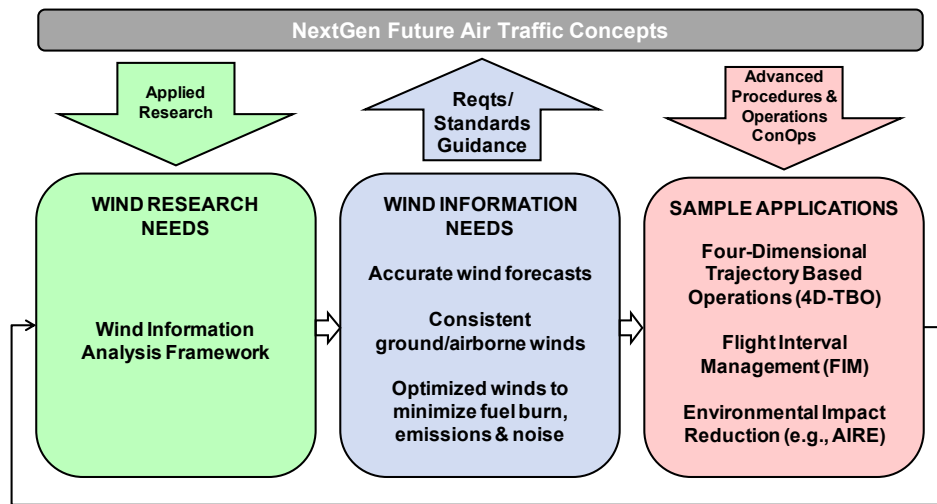 NextGen Future Air Traffic Concepts
Applied
Research
Reqts/
Standards
Guidance
Advanced
Procedures &
Operations
ConOps
WIND RESEARCH
NEEDS
Wind Information
Analysis Framework
WIND INFORMATION
NEEDS
Accurate wind forecasts
Consistent
ground/airborne winds
Optimized winds to
minimize fuel burn,
emissions & noise
SAMPLE APPLICATIONS
Four-Dimensional
Trajectory Based
Operations (4D-TBO)
Flight Interval
Management (FIM)
Environmental Impact
Reduction (e.g., AIRE)